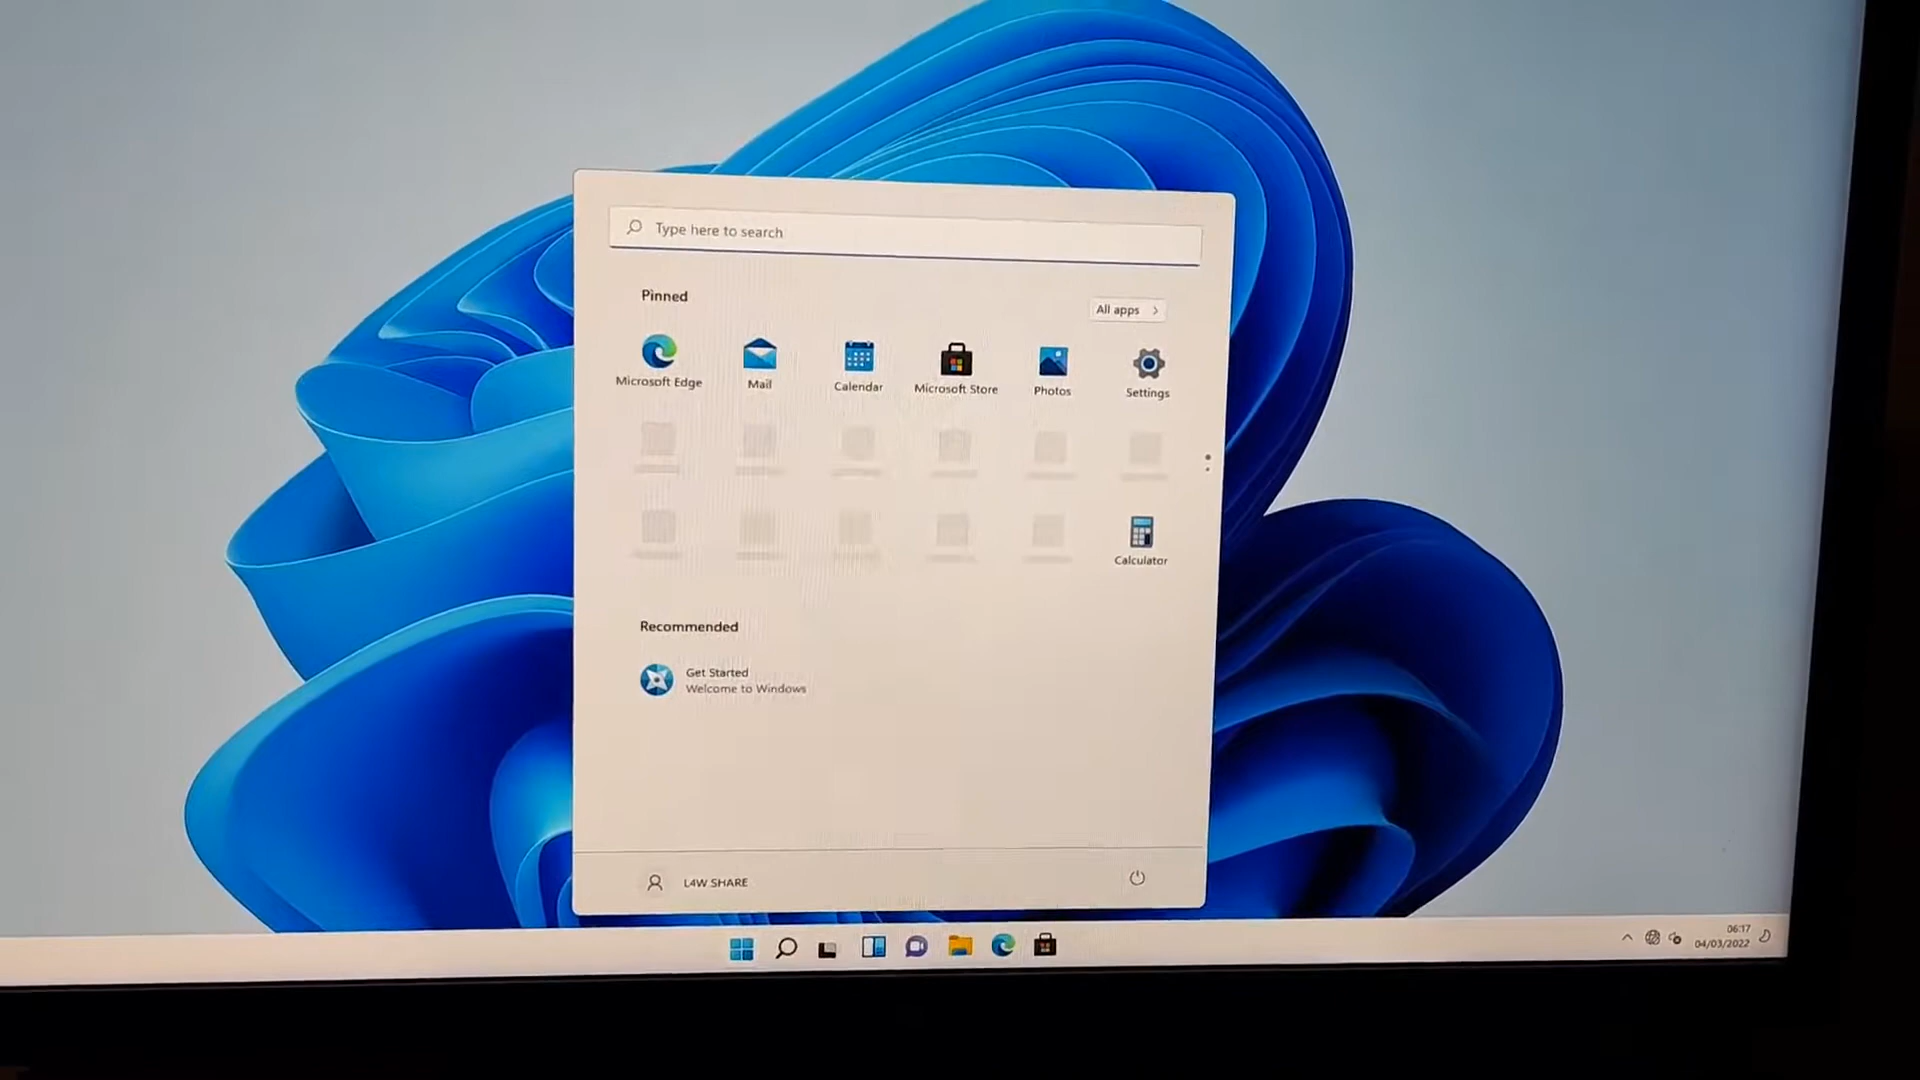 Type here to search
Pinned
All apps
Microsoft Edge
Mail
Calendar
Microsoft Store
Photos
Settings
Calculator
Recommended
Get Started
Welcome to Windows
L4W SHARE
06:17
04/03/2022